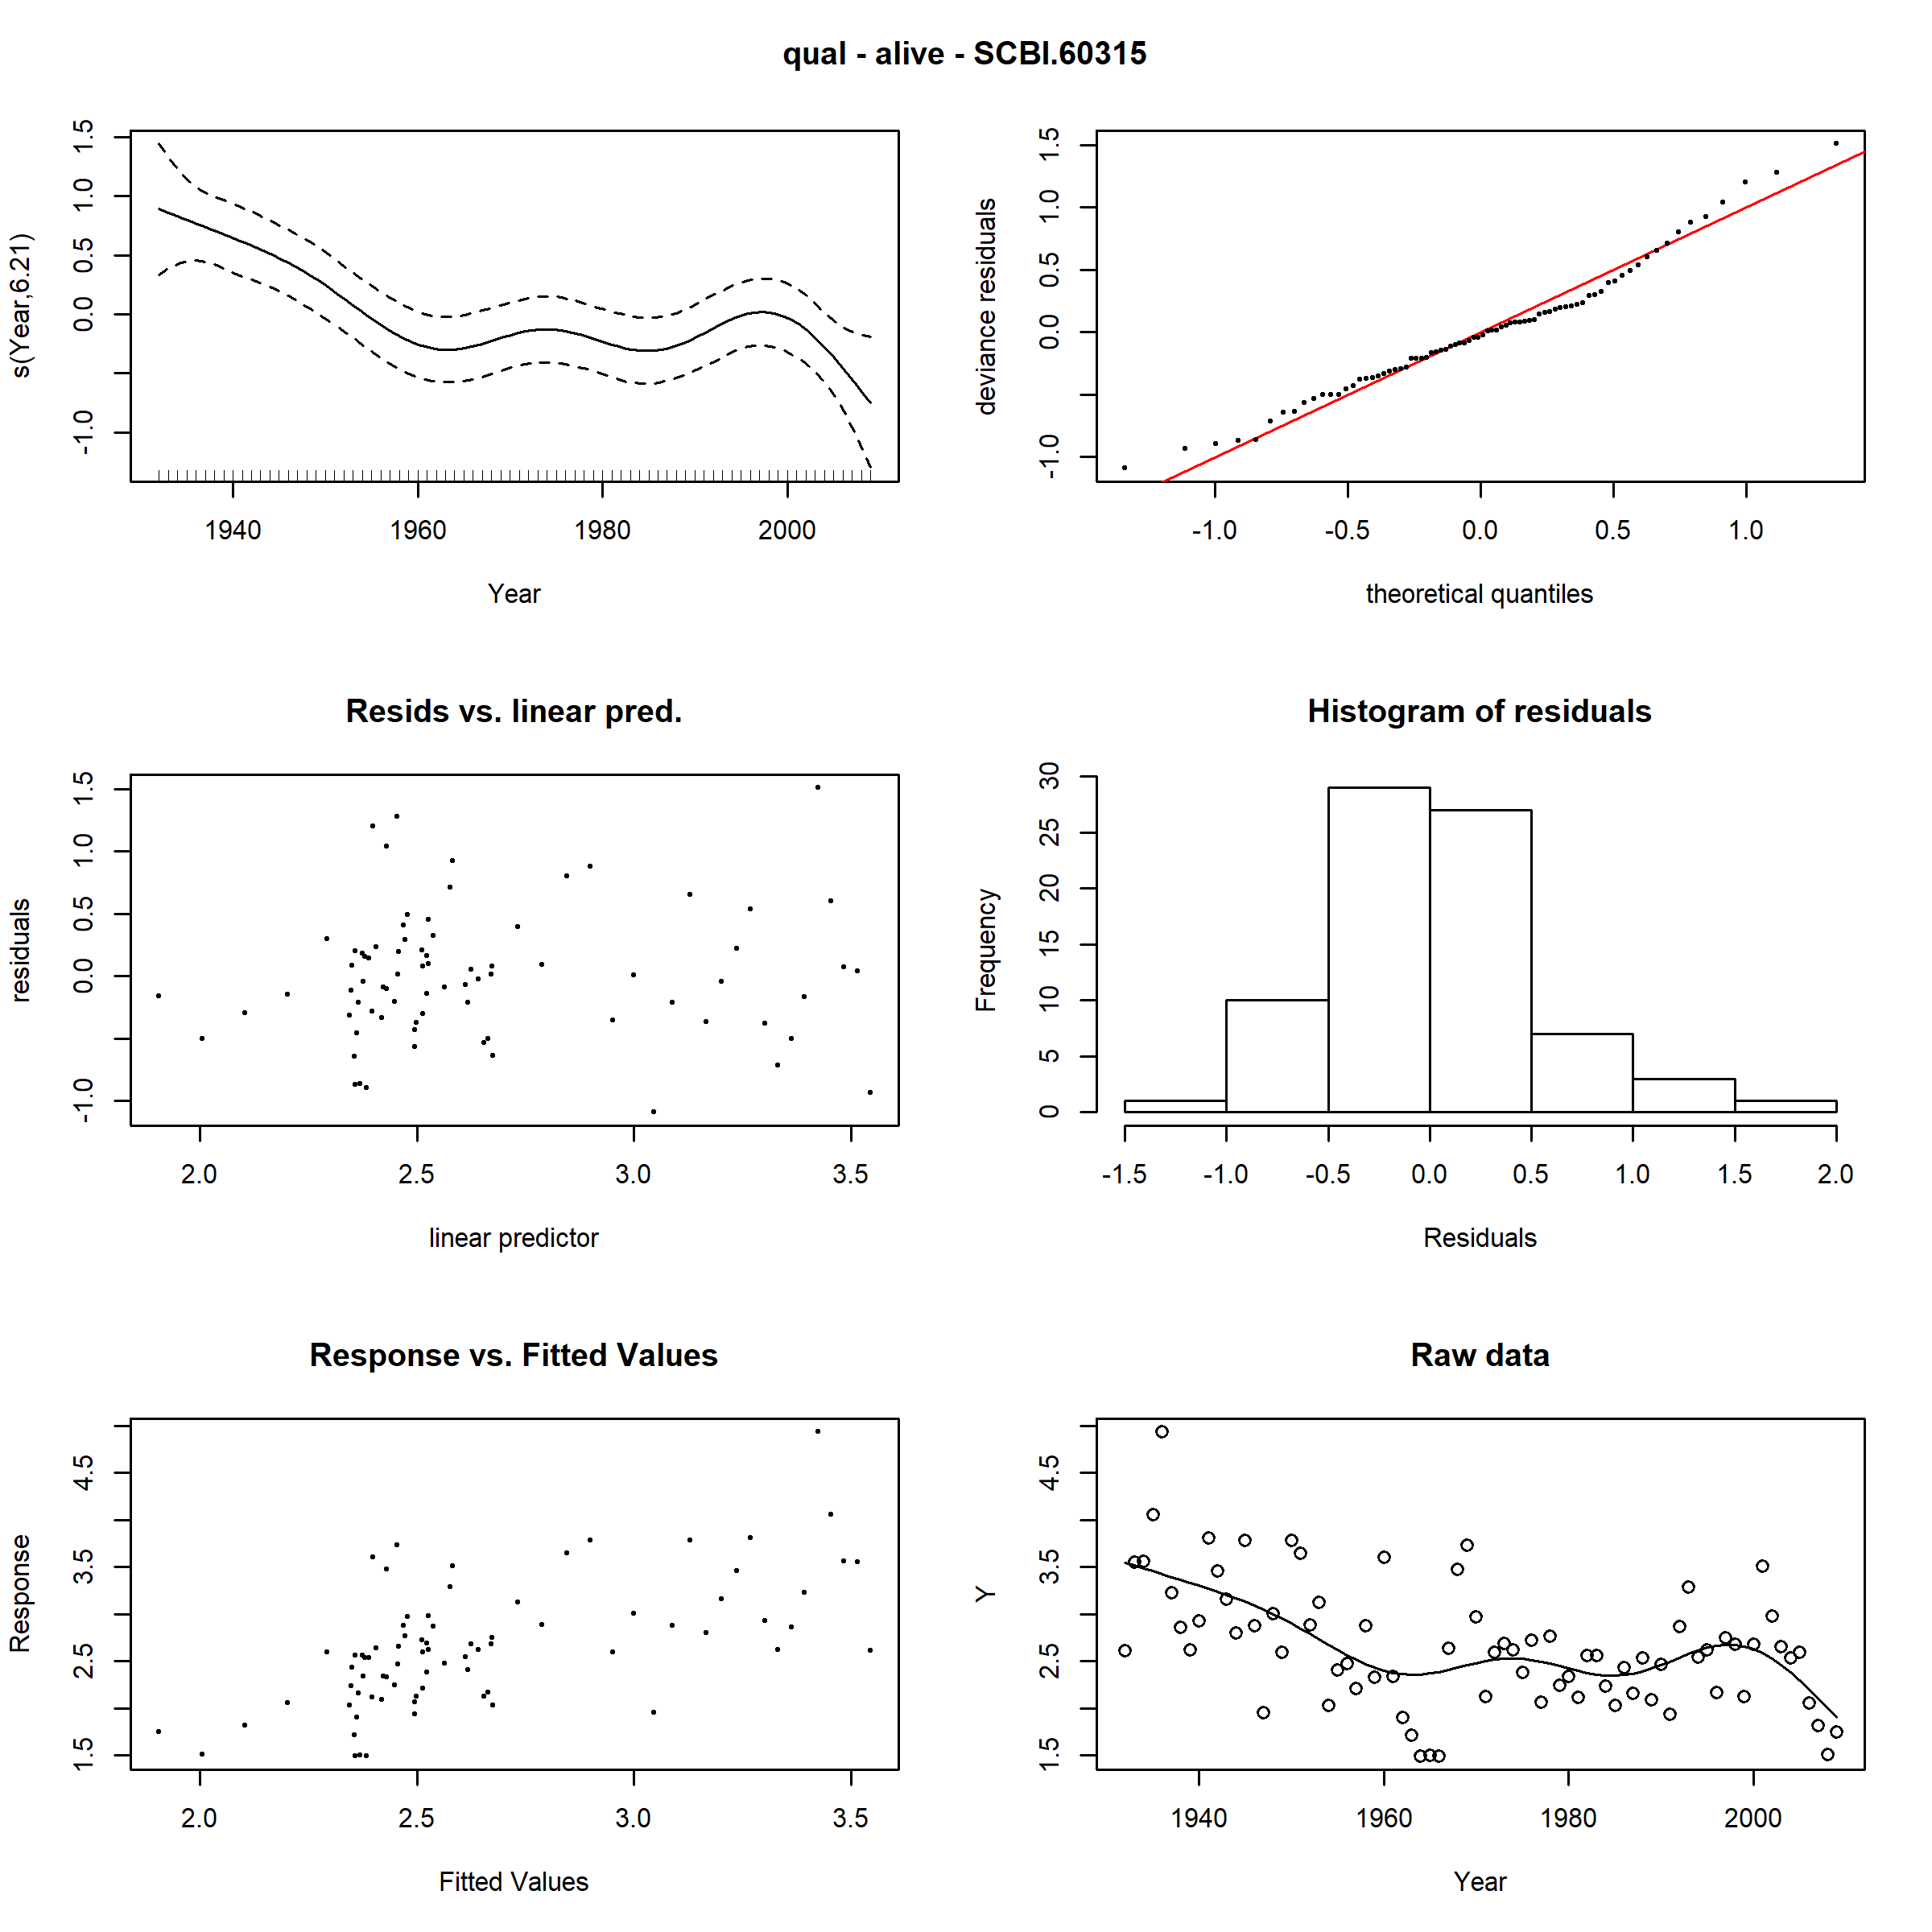 qual - alive - SCBI.60315
s(Year,6.21)
1.5
1.0
0.5
0.0
-1.0
1940 1960 1980 2000
Year
deviance residuals
1.5
1.0
0.5
0.0
-1.0
-1.0 -0.5 0.0 0.5 1.0
theoretical quantiles
Resids vs. linear pred.
residuals
1.5
1.0
0.5
0.0
-1.0
2.0 2.5 3.0 3.5
linear predictor
Histogram of residuals
Frequency
30
25
20
15
10
5
0
-1.5 -1.0 -0.5 0.0 0.5 1.0 1.5 2.0
Residuals
Response vs. Fitted Values
Response
4.5
3.5
2.5
1.5
2.0 2.5 3.0 3.5
Fitted Values
Raw data
Y
4.5
3.5
2.5
1.5
1940 1960 1980 2000
Year